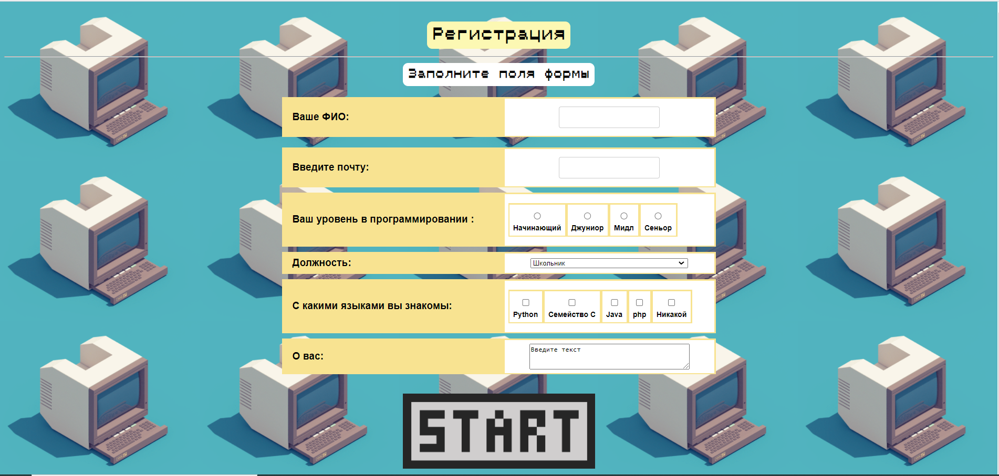 Регистрация
Заполните поля формы
Ваше ФИО:
Введите почту:
Ваш уровень в программировании :
Начинающий Джуниор Мидл Сеньор
Должность:
Школьник
С какими языками вы знакомы:
Python Семейство С Java php Никакой
О вас:
Введите текст
START